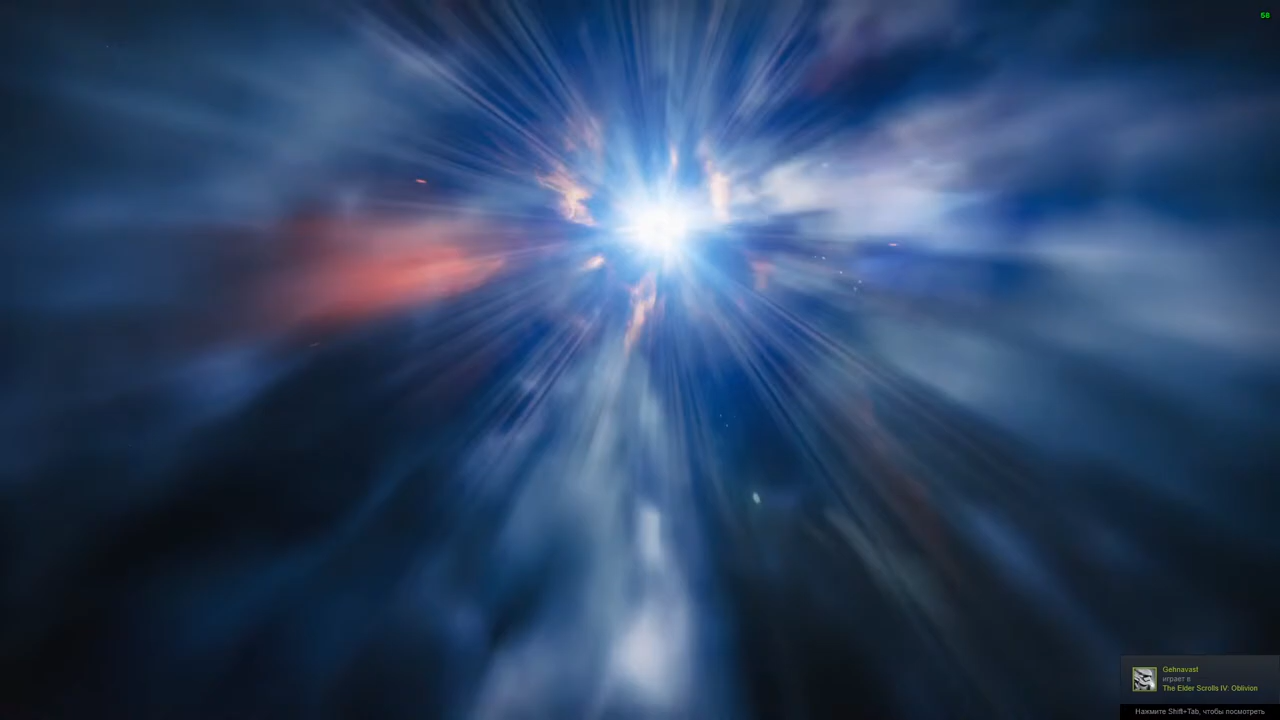 58
Gehnavast
играет в
The Elder Scrolls IV: Oblivion
Нажмите Shift+Tab, чтобы посмотреть